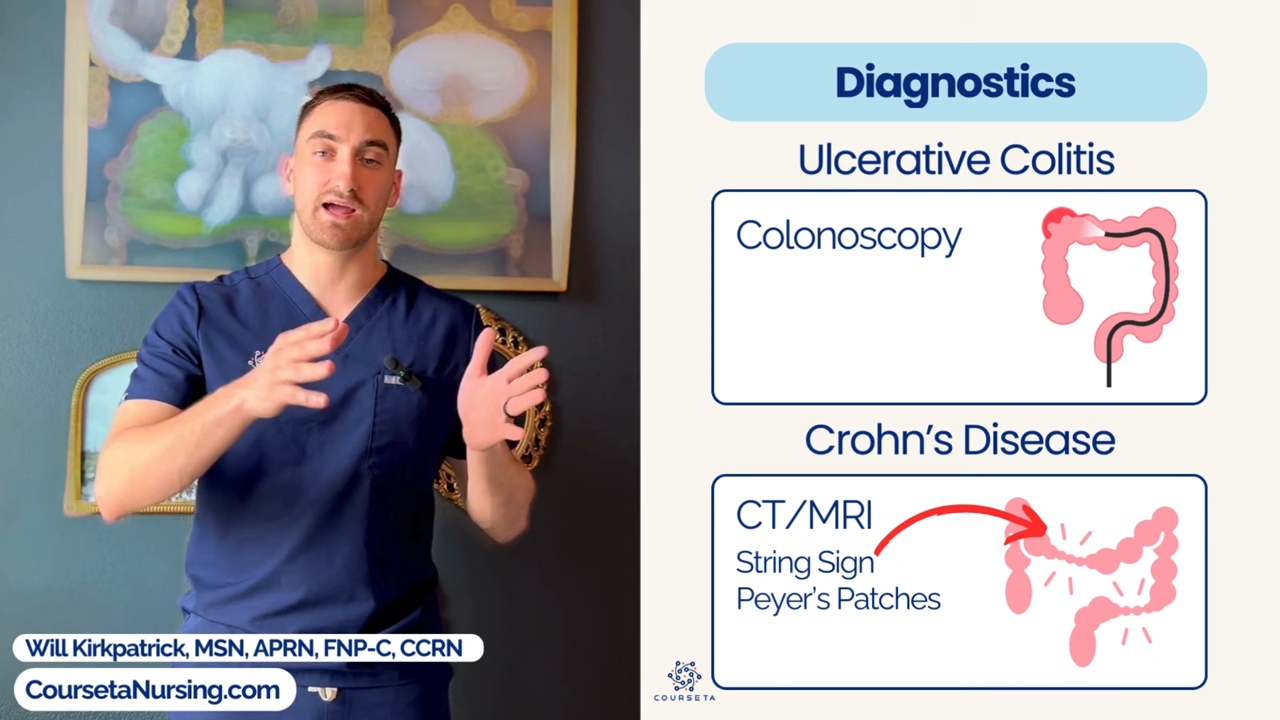 Diagnostics
Ulcerative Colitis
Colonoscopy
Crohn’s Disease
CT/MRI
String Sign
Peyer’s Patches
COURSETA
Will Kirkpatrick, MSN, APRN, FNP-C, CCRN
CoursetaNursing.com